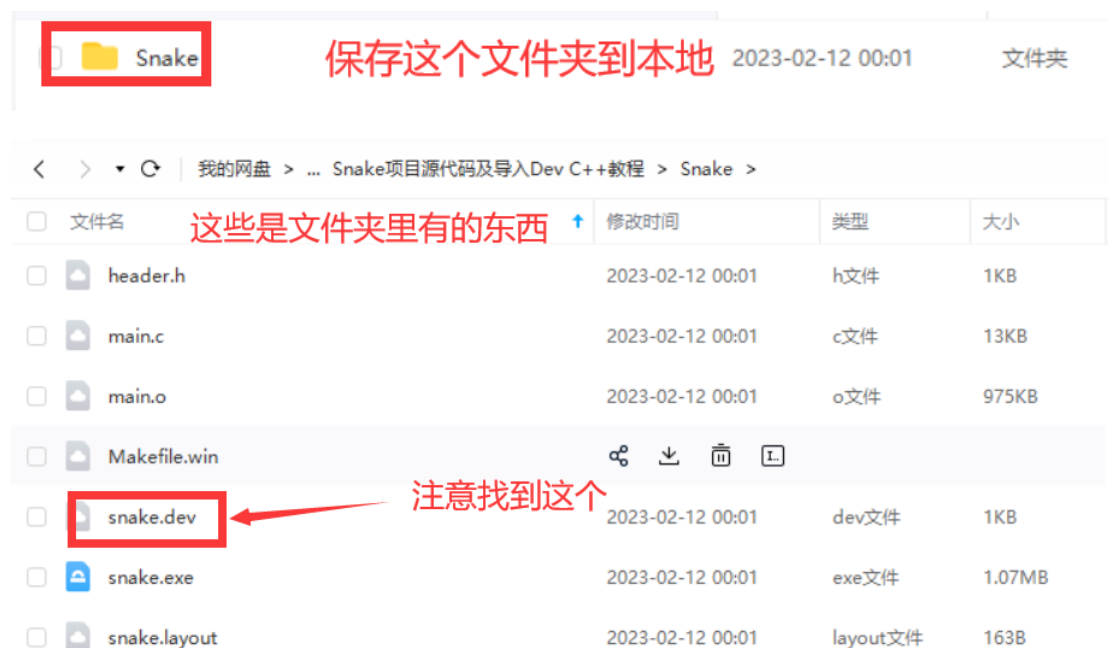 Snake 保存这个文件夹到本地 2023-02-12 00:01 文件夹
我的网盘 > ... Snake项目源代码及导入Dev C++教程 > Snake >
文件名 这些是文件夹里有的东西 修改时间 类型 大小
header.h 2023-02-12 00:01 h文件 1KB
main.c 2023-02-12 00:01 c文件 13KB
main.o 2023-02-12 00:01 o文件 975KB
Makefile.win
注意找到这个
snake.dev 2023-02-12 00:01 dev文件 1KB
snake.exe 2023-02-12 00:01 exe文件 1.07MB
snake.layout 2023-02-12 00:01 layout文件 163B